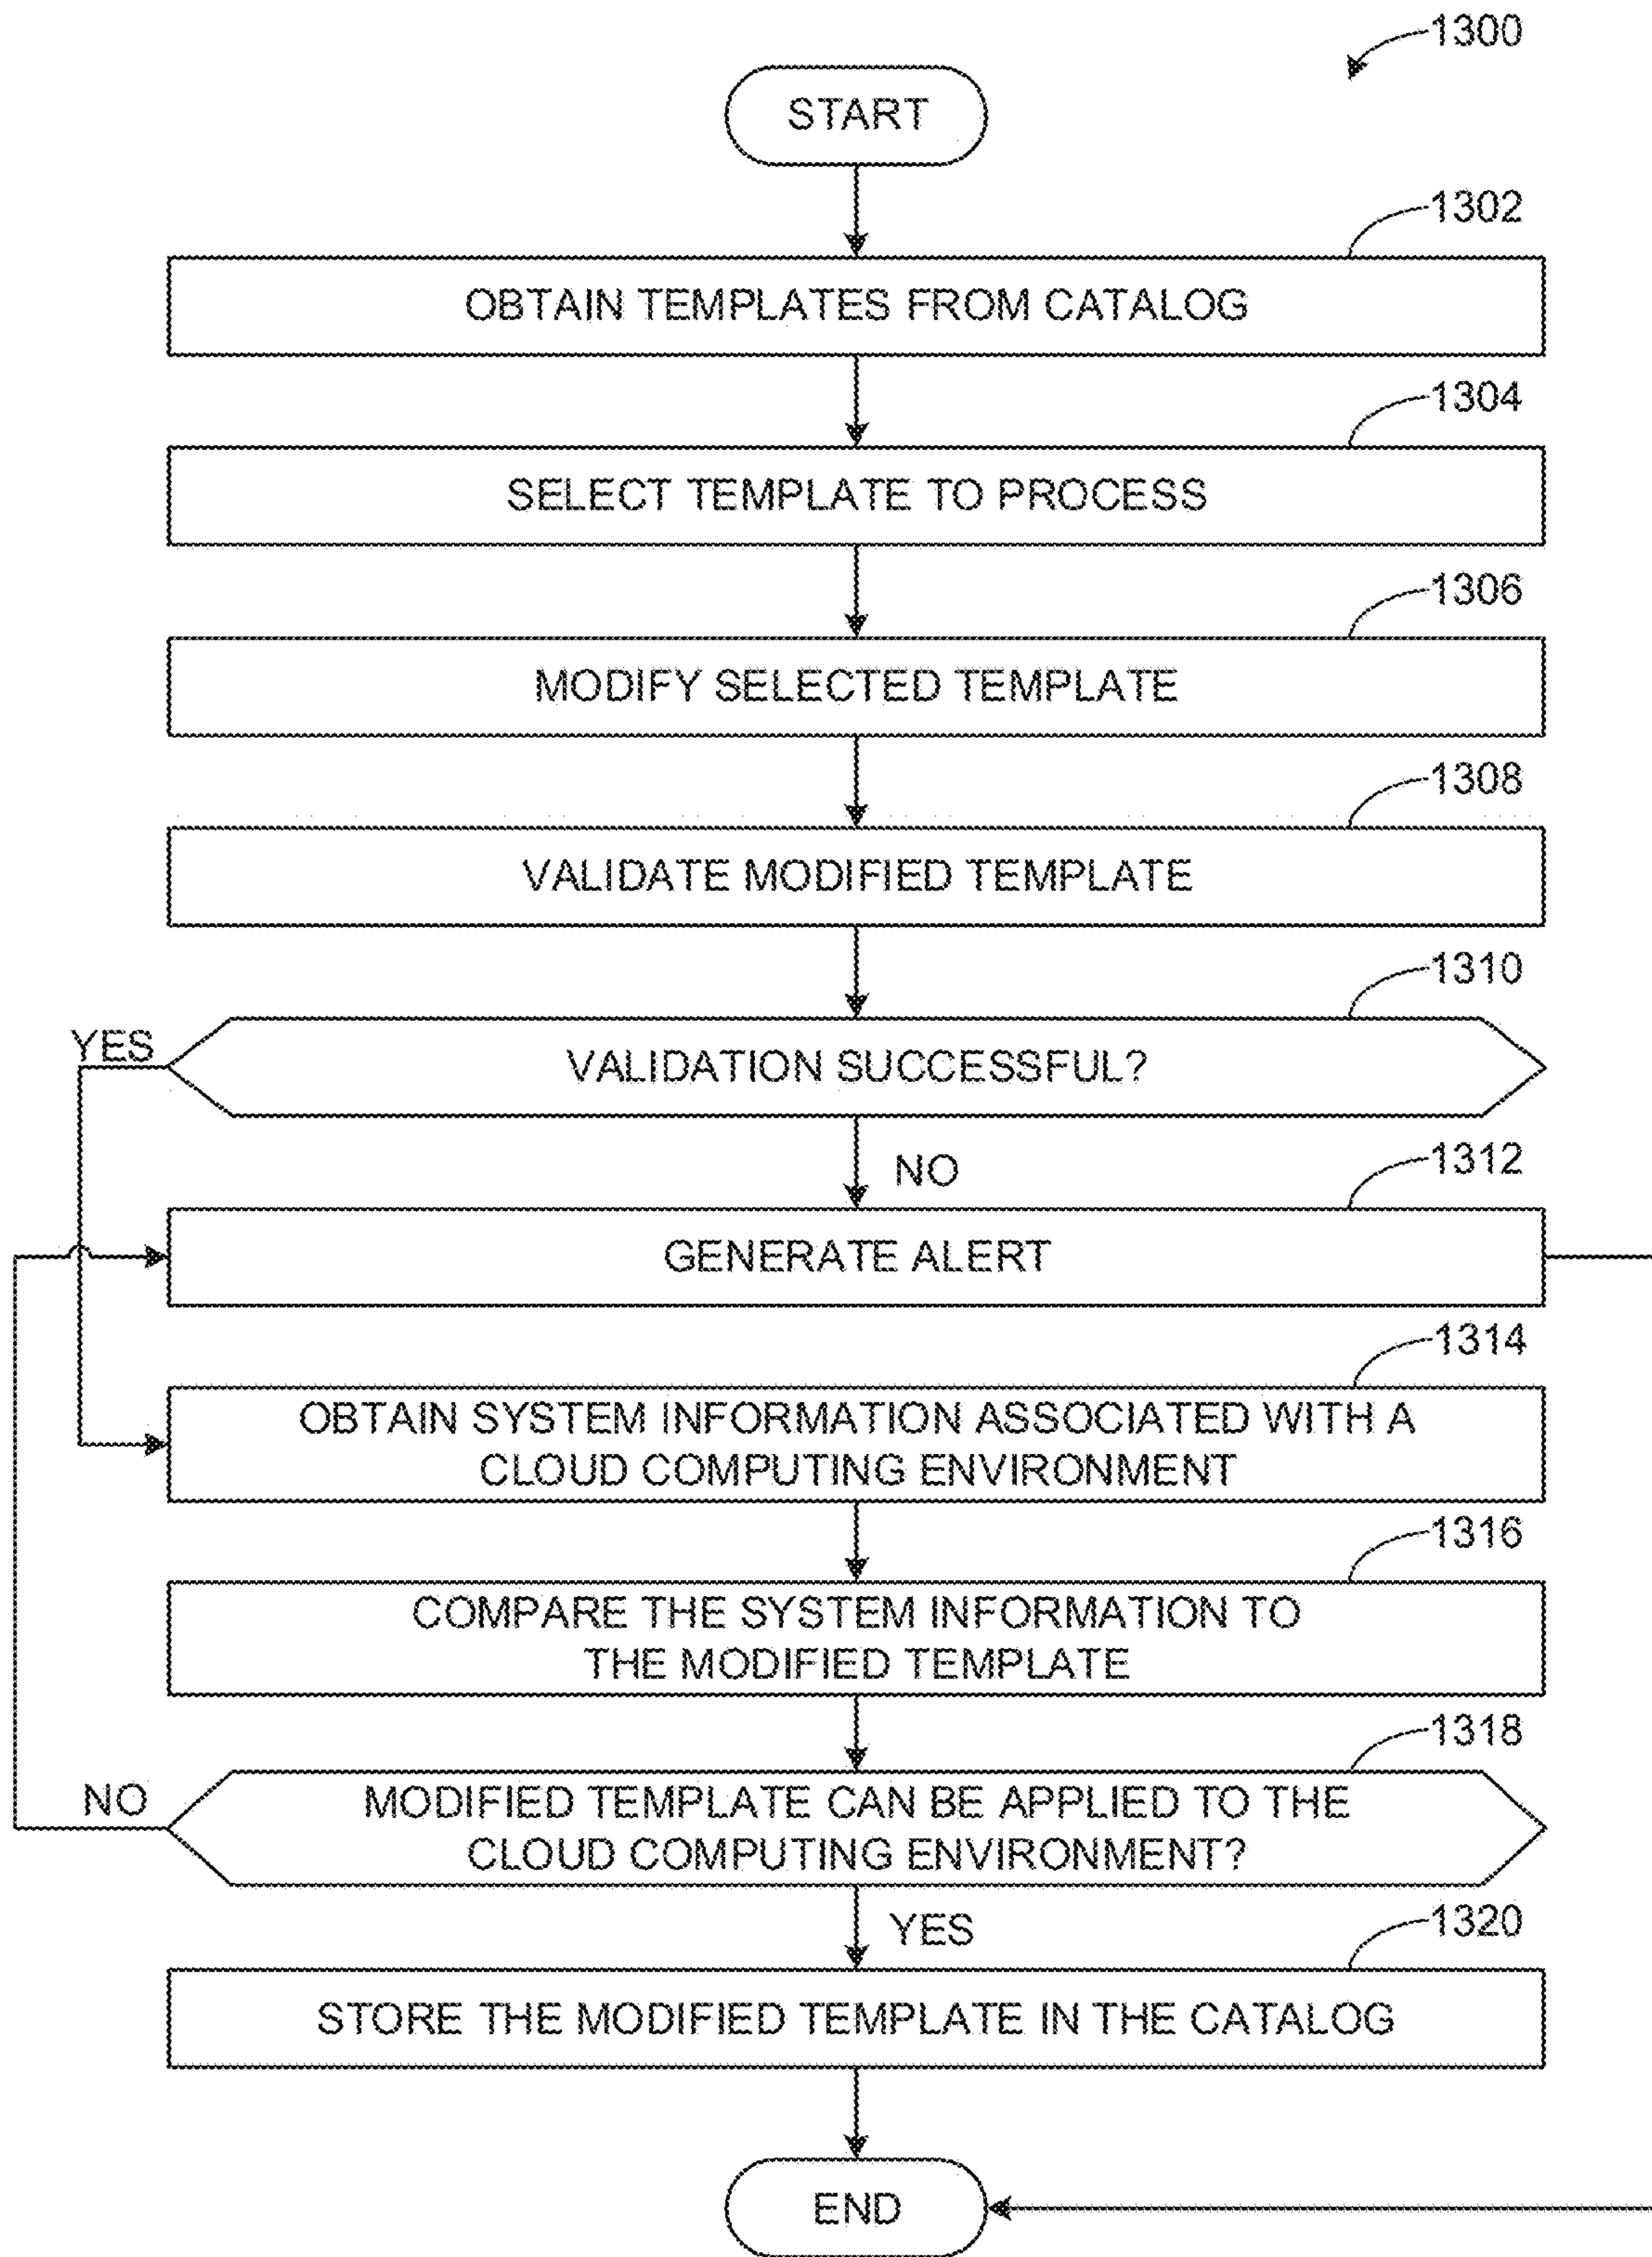 1300
START
1302
OBTAIN TEMPLATES FROM CATALOG
1304
SELECT TEMPLATE TO PROCESS
1306
MODIFY SELECTED TEMPLATE
1308
VALIDATE MODIFIED TEMPLATE
1310
YES
VALIDATION SUCCESSFUL?
NO
1312
GENERATE ALERT
1314
OBTAIN SYSTEM INFORMATION ASSOCIATED WITH A
CLOUD COMPUTING ENVIRONMENT
1316
COMPARE THE SYSTEM INFORMATION TO
THE MODIFIED TEMPLATE
1318
NO
MODIFIED TEMPLATE CAN BE APPLIED TO THE
CLOUD COMPUTING ENVIRONMENT?
YES
1320
STORE THE MODIFIED TEMPLATE IN THE CATALOG
END